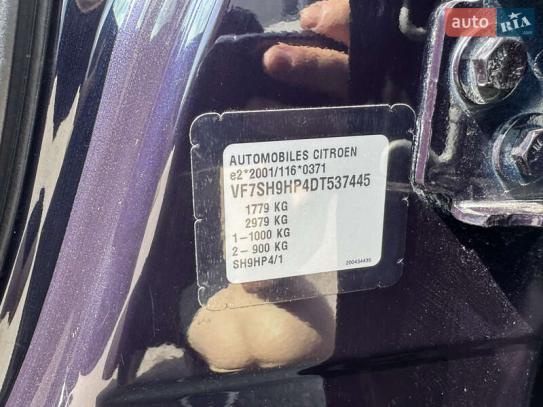 auto RIA
AUTOMOBILES CITROEN
e2*2001/116*0371
VF7SH9HP4DT537445
1779 KG
2979 KG
1-1000 KG
2-900 KG
SH9HP4/1
200434435